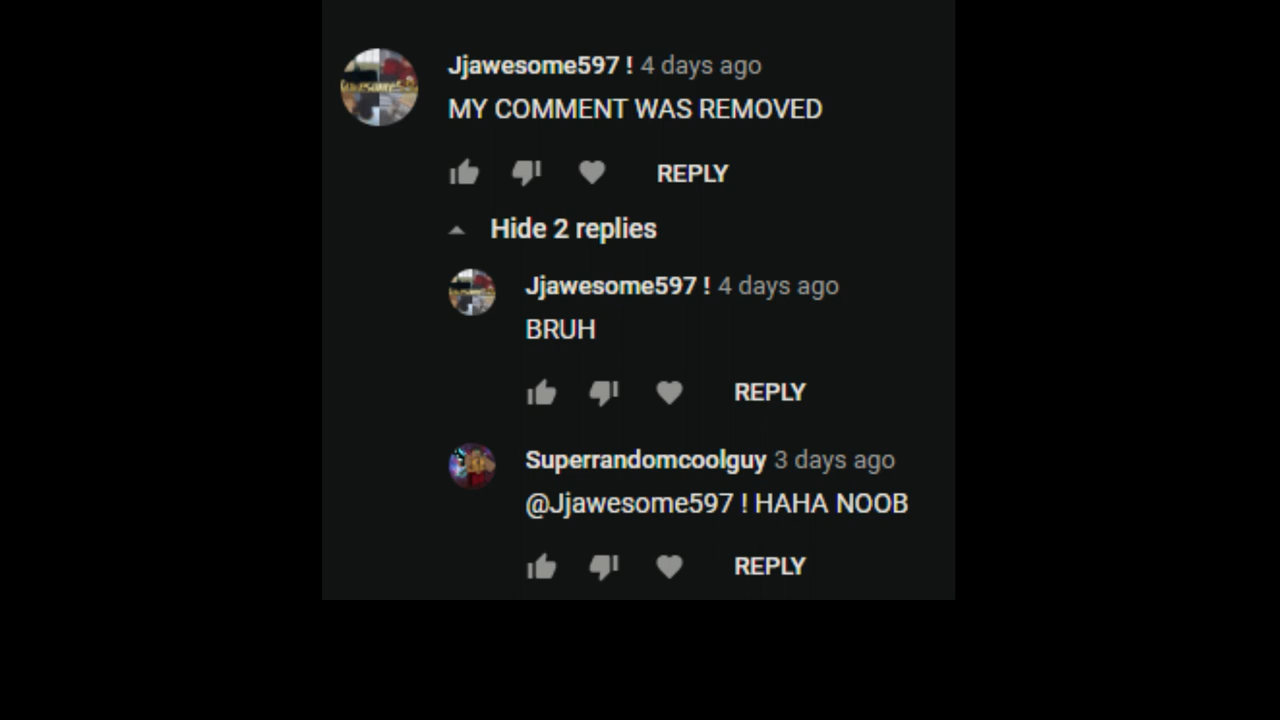 Jjawesome597 ! 4 days ago
MY COMMENT WAS REMOVED
REPLY
Hide 2 replies
Jjawesome597 ! 4 days ago
BRUH
REPLY
Superrandomcoolguy 3 days ago
@Jjawesome597 ! HAHA NOOB
REPLY